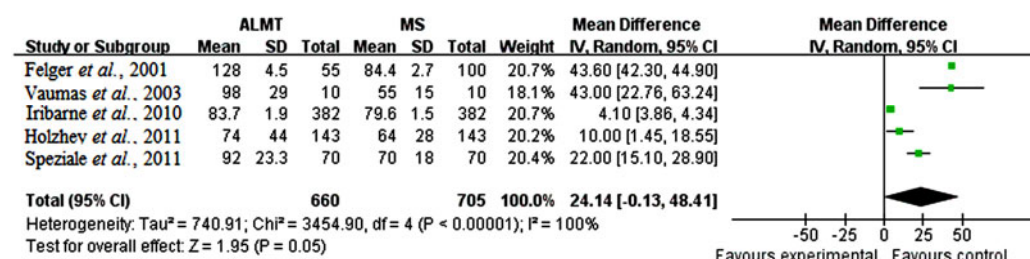 ALMT MS Mean Difference Mean Difference
Study or Subgroup Mean SD Total Mean SD Total Weight IV, Random, 95% CI IV, Random, 95% CI
Felger et al., 2001 128 4.5 55 84.4 2.7 100 20.7% 43.60 [42.30, 44.90]
Vaumas et al., 2003 98 29 10 55 15 10 18.1% 43.00 [22.76, 63.24]
Iribarne et al., 2010 83.7 1.9 382 79.6 1.5 382 20.7% 4.10 [3.86, 4.34]
Holzhev et al., 2011 74 44 143 64 28 143 20.2% 10.00 [1.45, 18.55]
Speziale et al., 2011 92 23.3 70 70 18 70 20.4% 22.00 [15.10, 28.90]
Total (95% CI) 660 705 100.0% 24.14 [-0.13, 48.41]
Heterogeneity: Tau² = 740.91; Chi² = 3454.90, df = 4 (P < 0.00001); I² = 100%
Test for overall effect: Z = 1.95 (P = 0.05)
-50 -25 0 25 50
Favours experimental Favours control